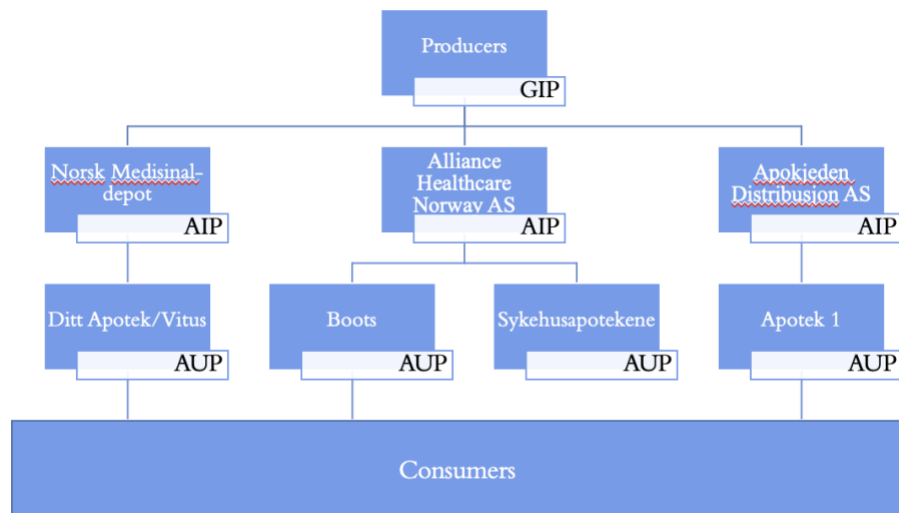 Producers
GIP
Norsk Medisinal-
depot
AIP
Alliance
Healthcare
Norway AS
AIP
Apokjeden
Distribusjon AS
AIP
Ditt Apotek/Vitus
AUP
Boots
AUP
Sykehusapotekene
AUP
Apotek 1
AUP
Consumers